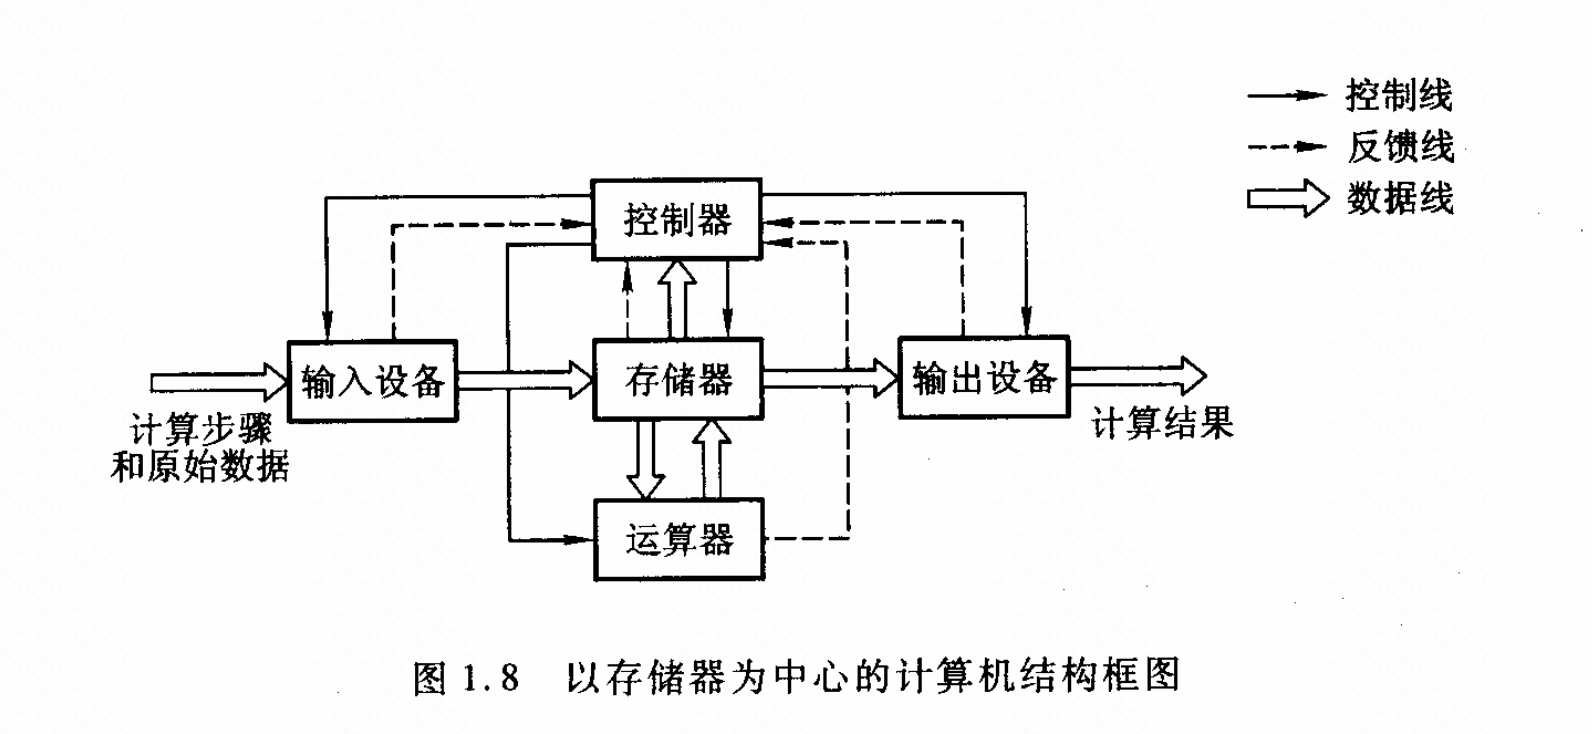 控制线
反馈线
数据线
控制器
输入设备
存储器
输出设备
计算步骤
和原始数据
计算结果
运算器
图 1.8 以存储器为中心的计算机结构框图